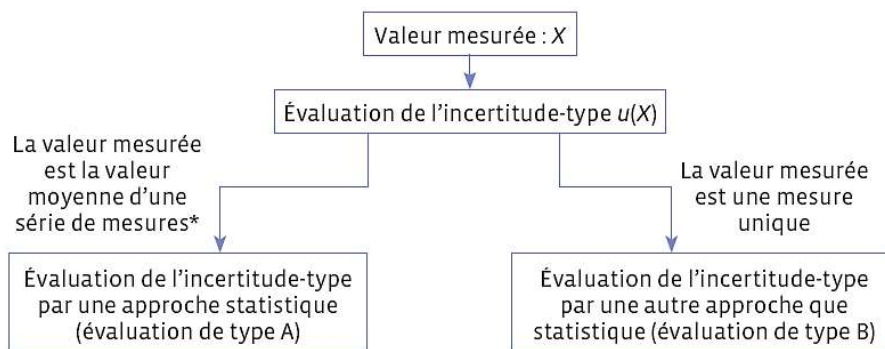 Valeur mesurée : X
Évaluation de l'incertitude-type u(X)
La valeur mesurée
est la valeur
moyenne d'une
série de mesures*
La valeur mesurée
est une mesure
unique
Évaluation de l'incertitude-type
par une approche statistique
(évaluation de type A)
Évaluation de l'incertitude-type
par une autre approche que
statistique (évaluation de type B)